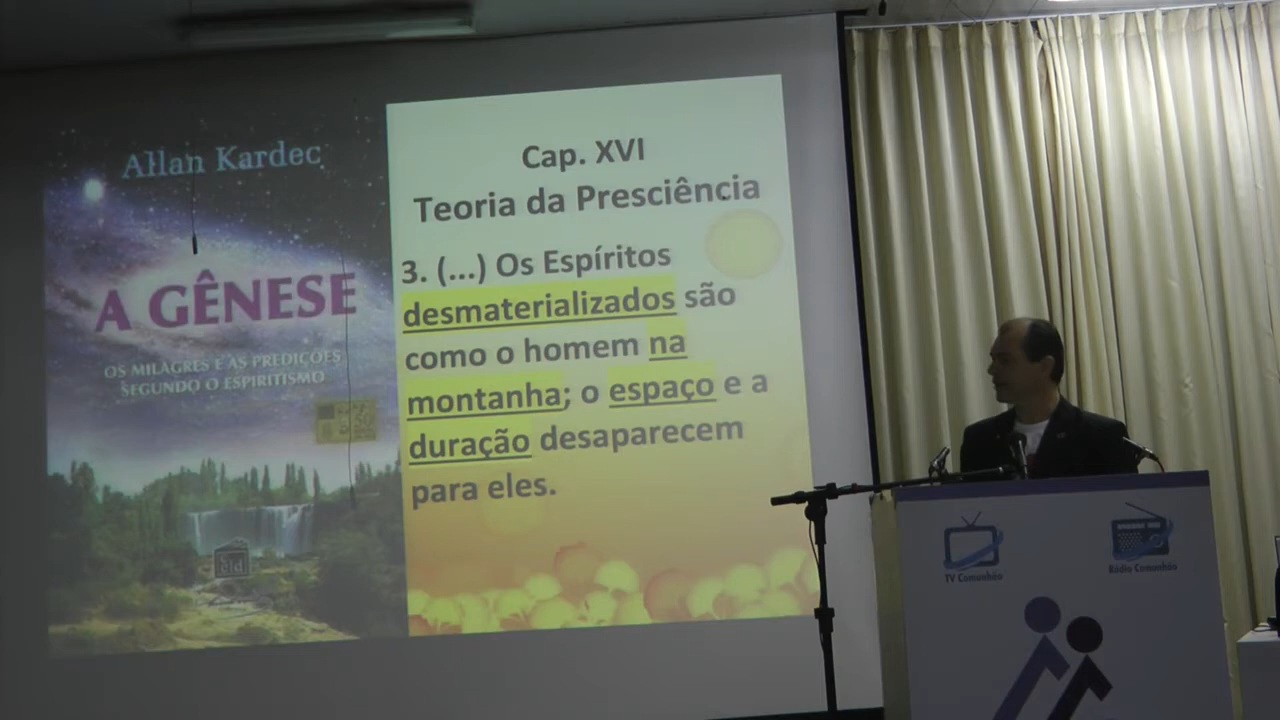 Allan Kardec
A GÊNESE
OS MILAGRES E AS PREDIÇÕES
SEGUNDO O ESPIRITISMO
Cap. XVI
Teoria da Presciência
3. (...) Os Espíritos
desmaterializados são
como o homem na
montanha; o espaço e a
duração desaparecem
para eles.
TV Comunhão
Rádio Comunhão